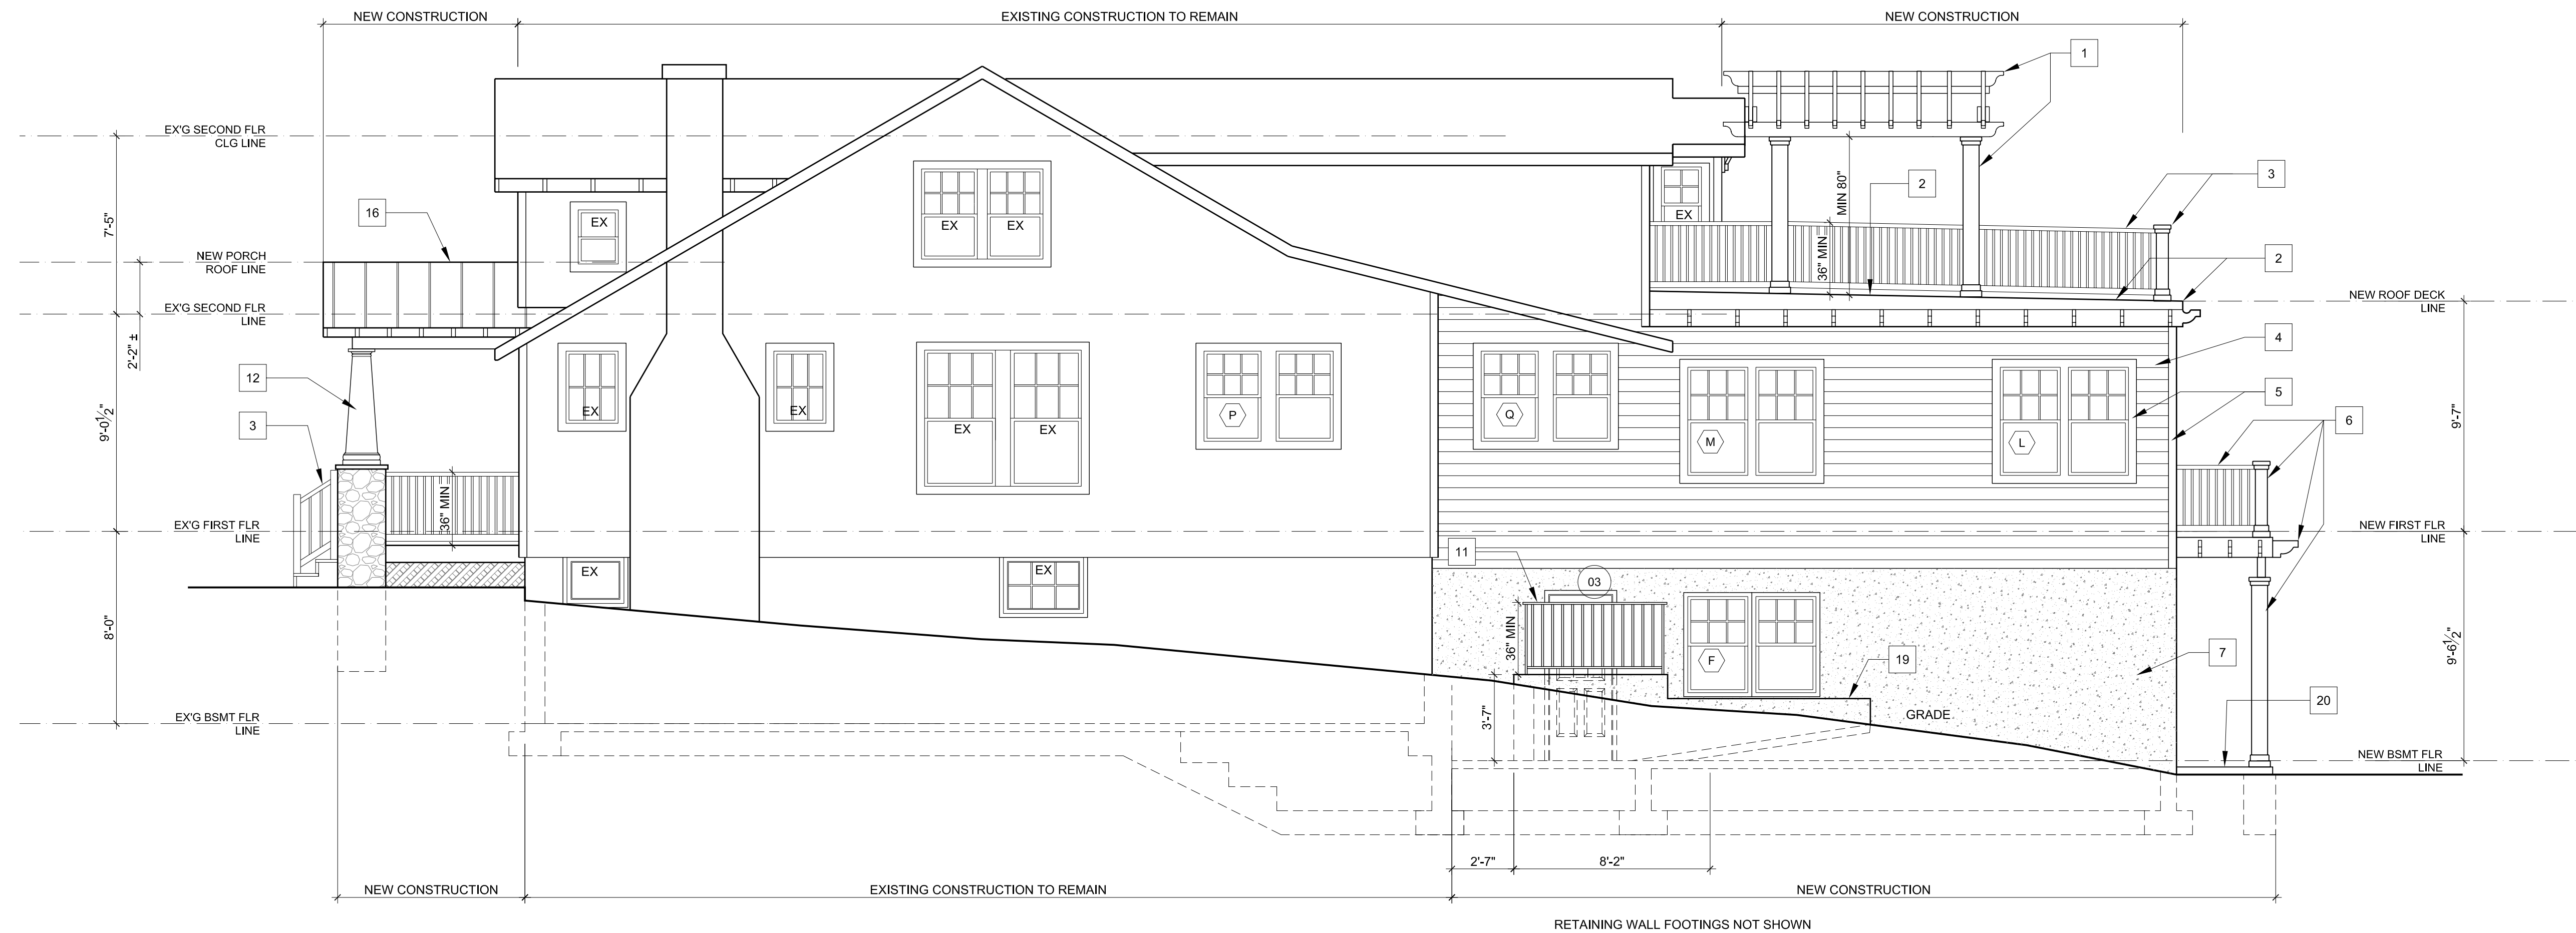 NEW CONSTRUCTION
EXISTING CONSTRUCTION TO REMAIN
NEW CONSTRUCTION
1
EX'G SECOND FLR
CLG LINE
7'-5"
16
NEW PORCH
ROOF LINE
EX'G SECOND FLR
LINE
2'-2" ±
EX
EX
EX
EX
MIN 80"
2
3
36" MIN
2
NEW ROOF DECK
LINE
12
3
9'-0 1/2"
EX
EX
EX
EX
P
Q
M
L
4
5
6
9'-7"
36" MIN
EX'G FIRST FLR
LINE
NEW FIRST FLR
LINE
8'-0"
EX
EX
11
03
36" MIN
F
19
7
9'-6 1/2"
20
GRADE
3'-7"
EX'G BSMT FLR
LINE
NEW BSMT FLR
LINE
2'-7"
8'-2"
NEW CONSTRUCTION
EXISTING CONSTRUCTION TO REMAIN
NEW CONSTRUCTION
RETAINING WALL FOOTINGS NOT SHOWN